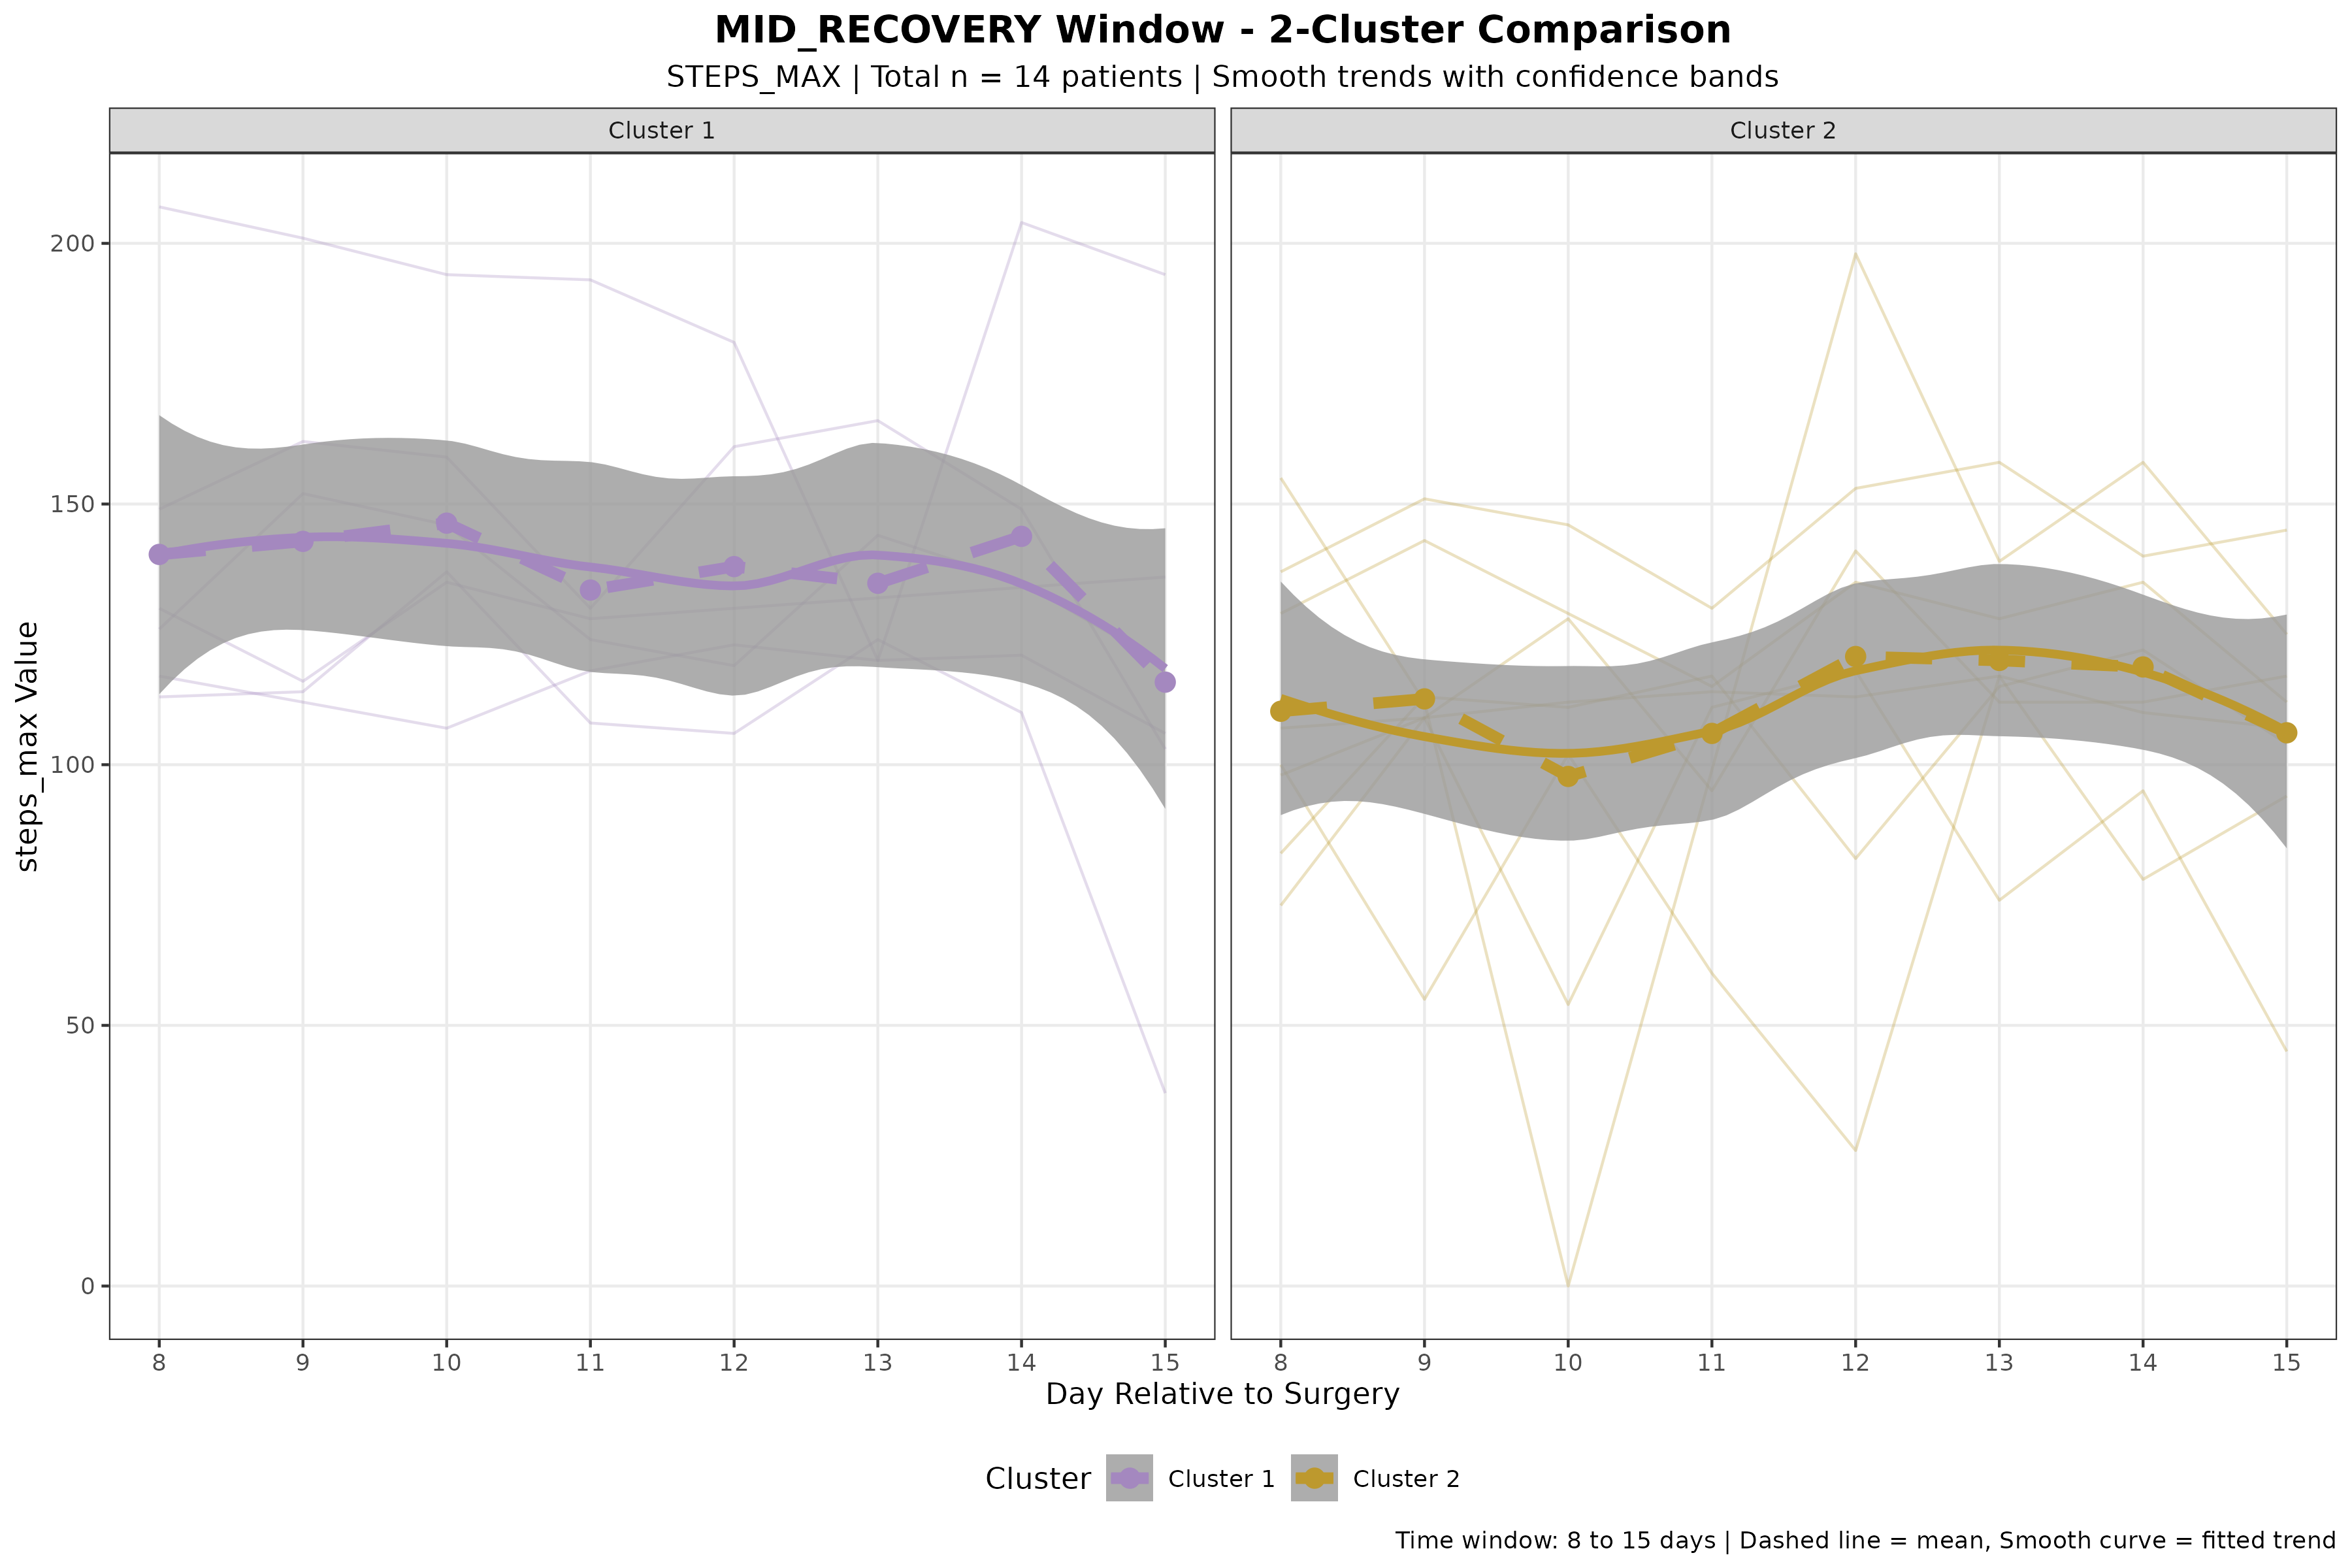 MID_RECOVERY Window - 2-Cluster Comparison
STEPS_MAX | Total n = 14 patients | Smooth trends with confidence bands
Cluster 1
Cluster 2
steps_max Value
200
150
100
50
0
8 9 10 11 12 13 14 15
8 9 10 11 12 13 14 15
Day Relative to Surgery
Cluster Cluster 1 Cluster 2
Time window: 8 to 15 days | Dashed line = mean, Smooth curve = fitted trend